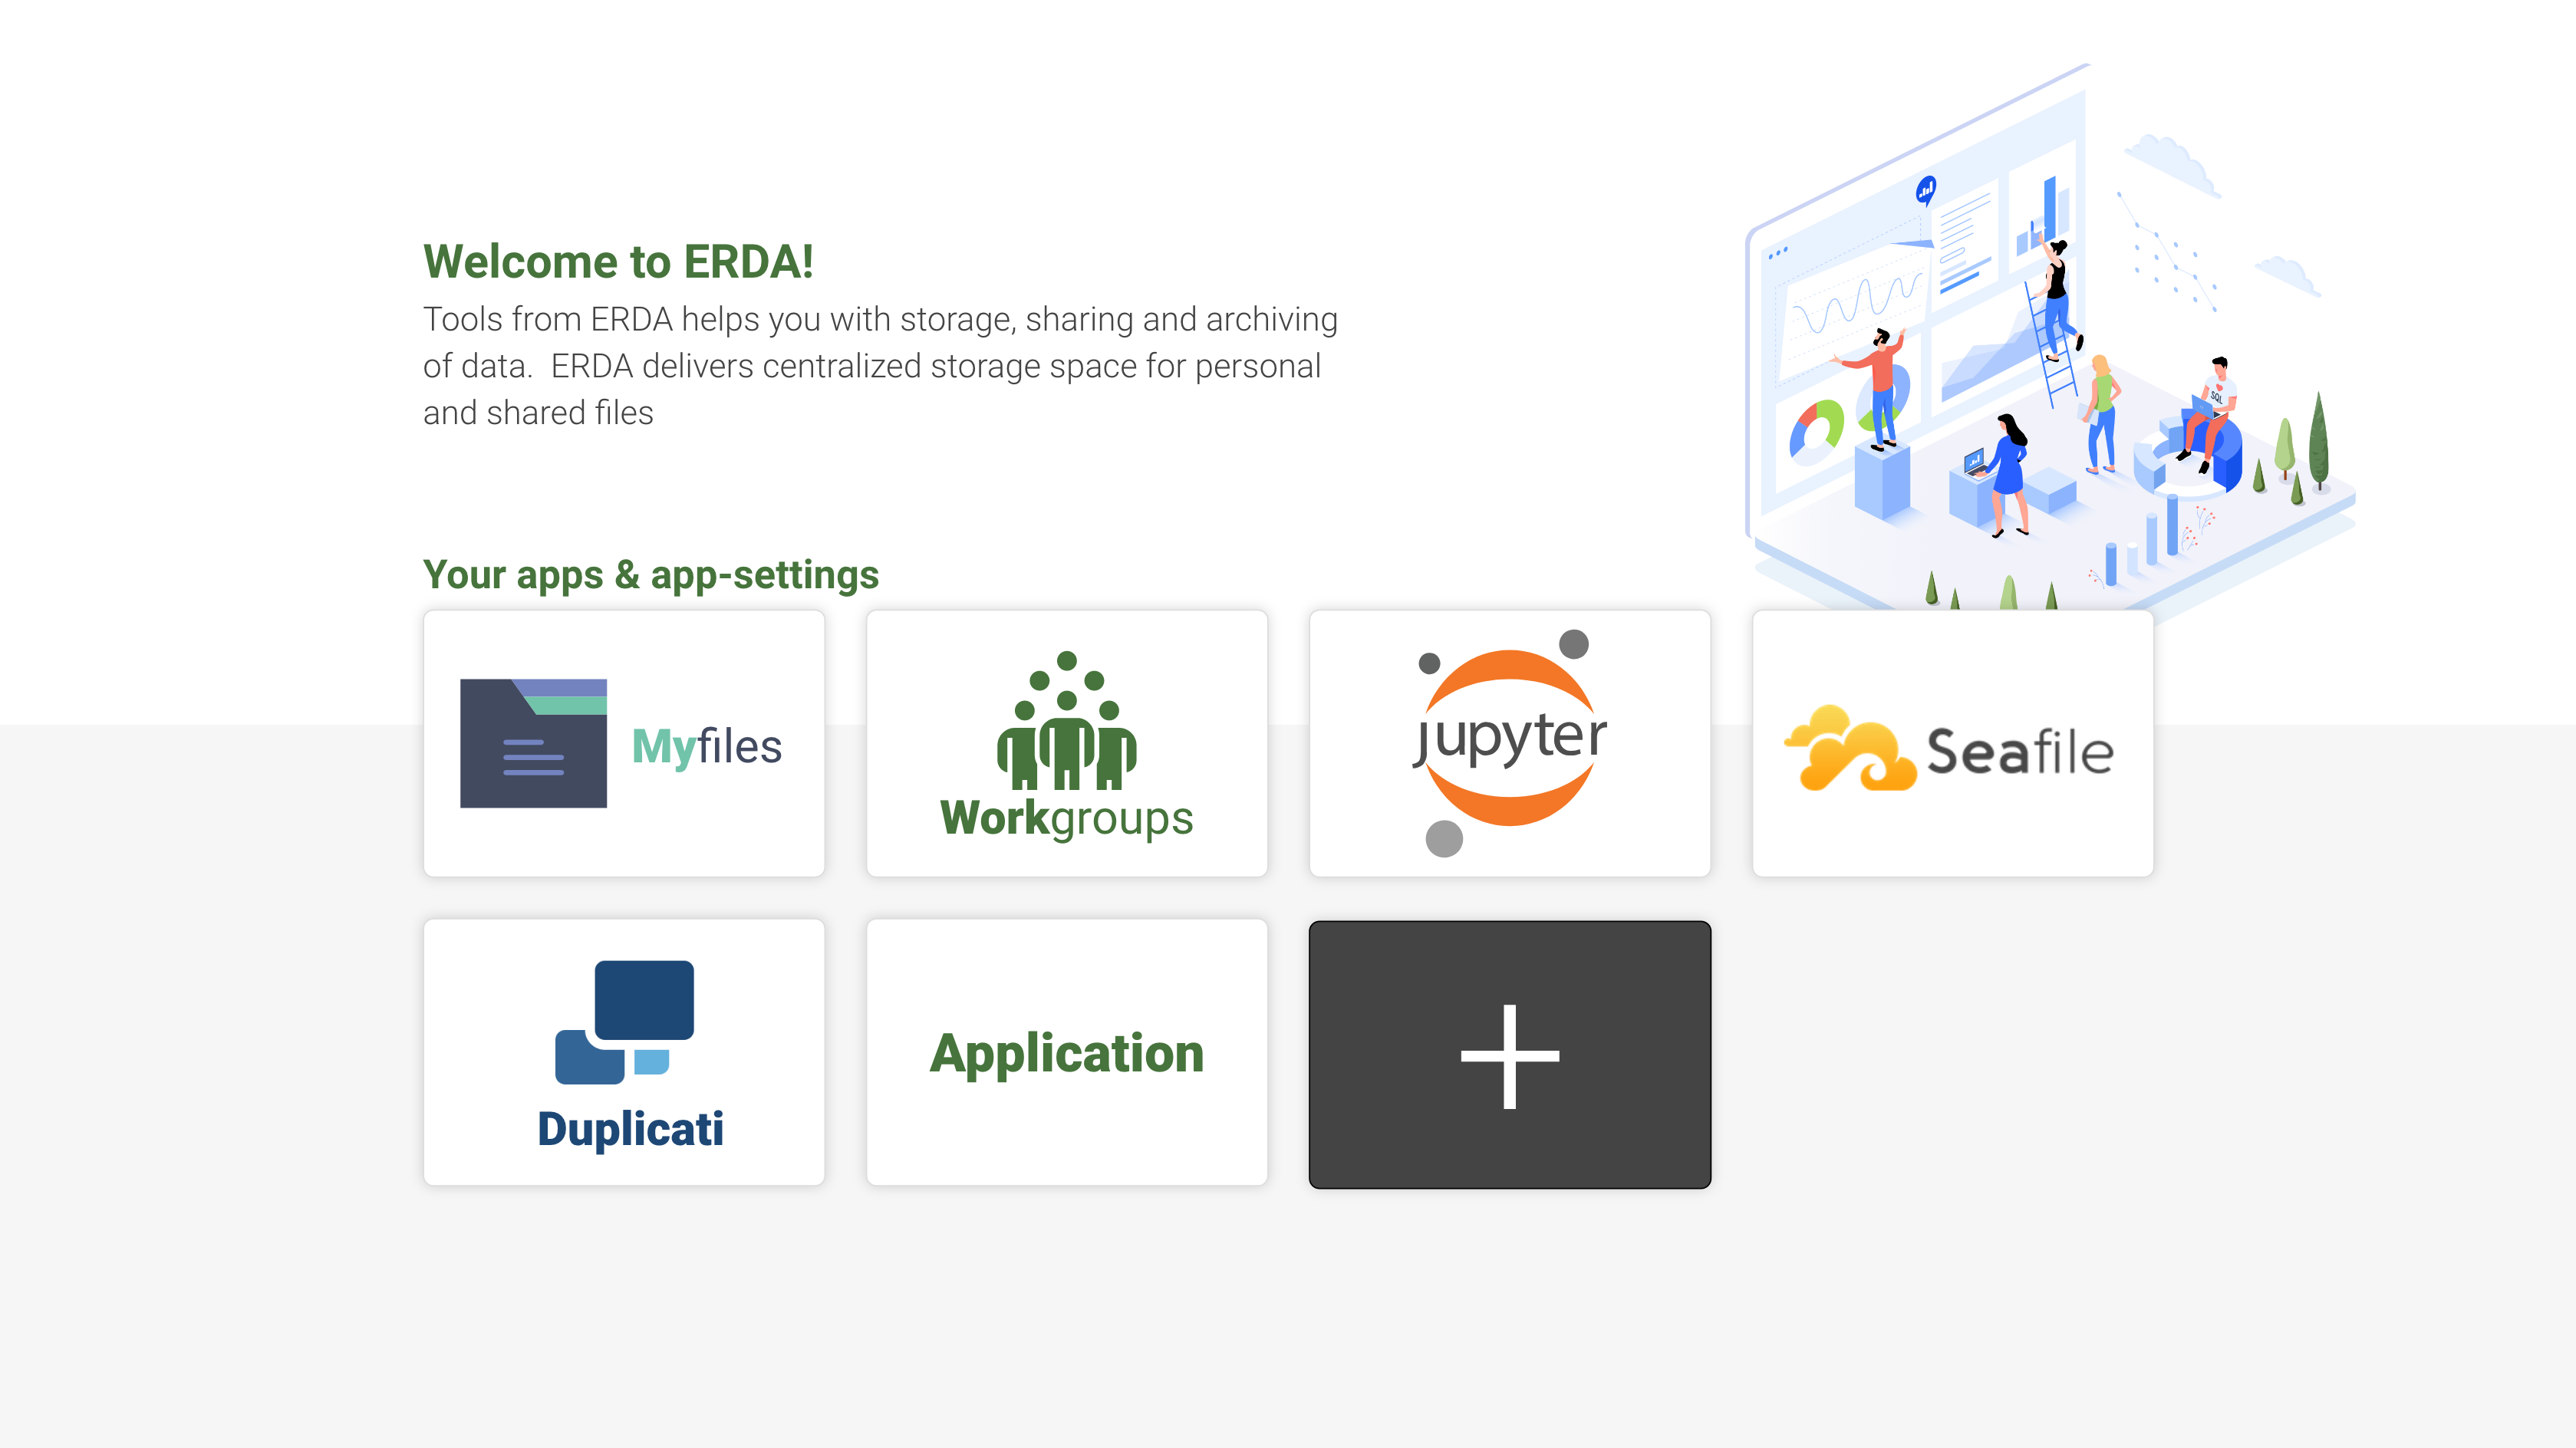 Welcome to ERDA!
Tools from ERDA helps you with storage, sharing and archiving
of data. ERDA delivers centralized storage space for personal
and shared files
SQL
Your apps & app-settings
Myfiles
Workgroups
jupyter
Seafile
Duplicati
Application